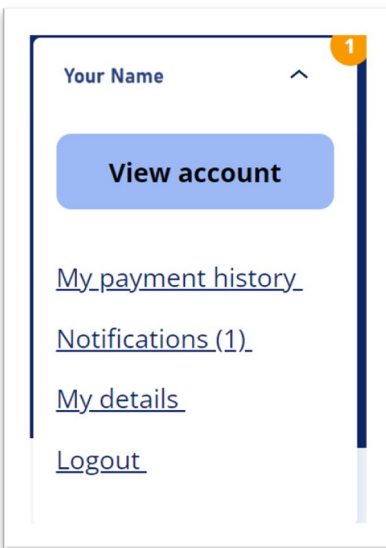 1
Your Name
View account
My payment history
Notifications (1)
My details
Logout